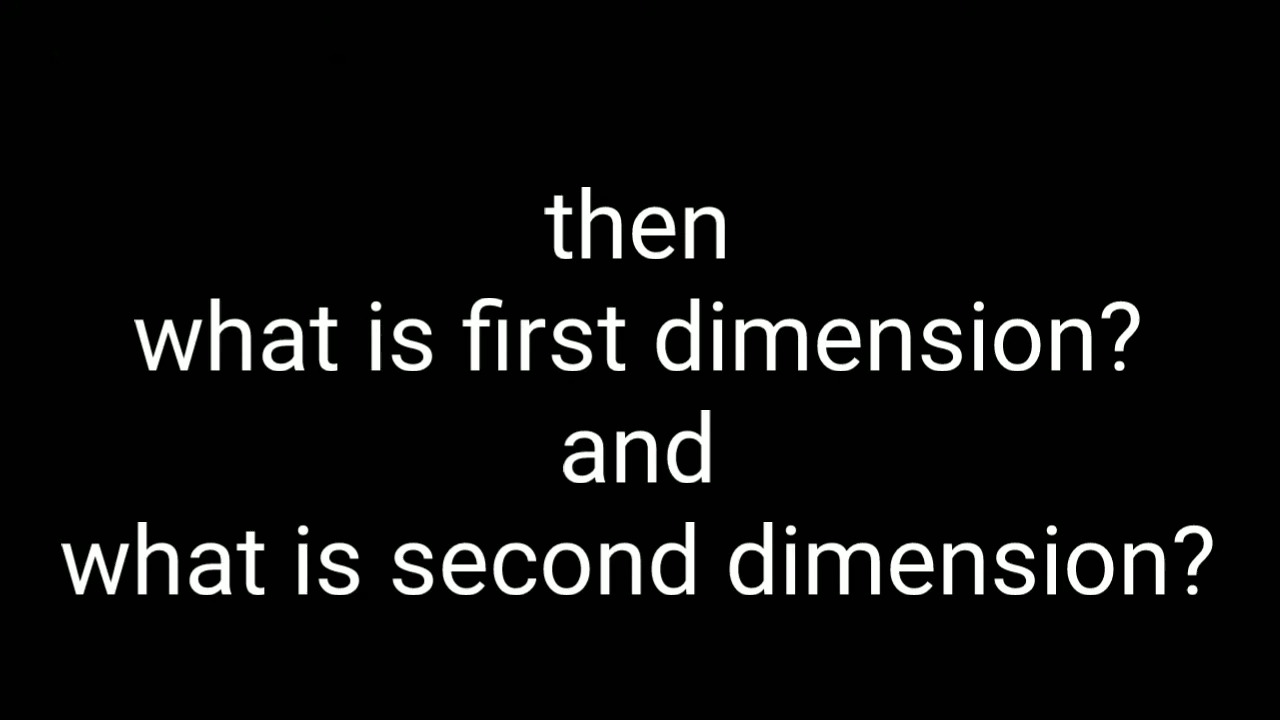 then
what is first dimension?
and
what is second dimension?